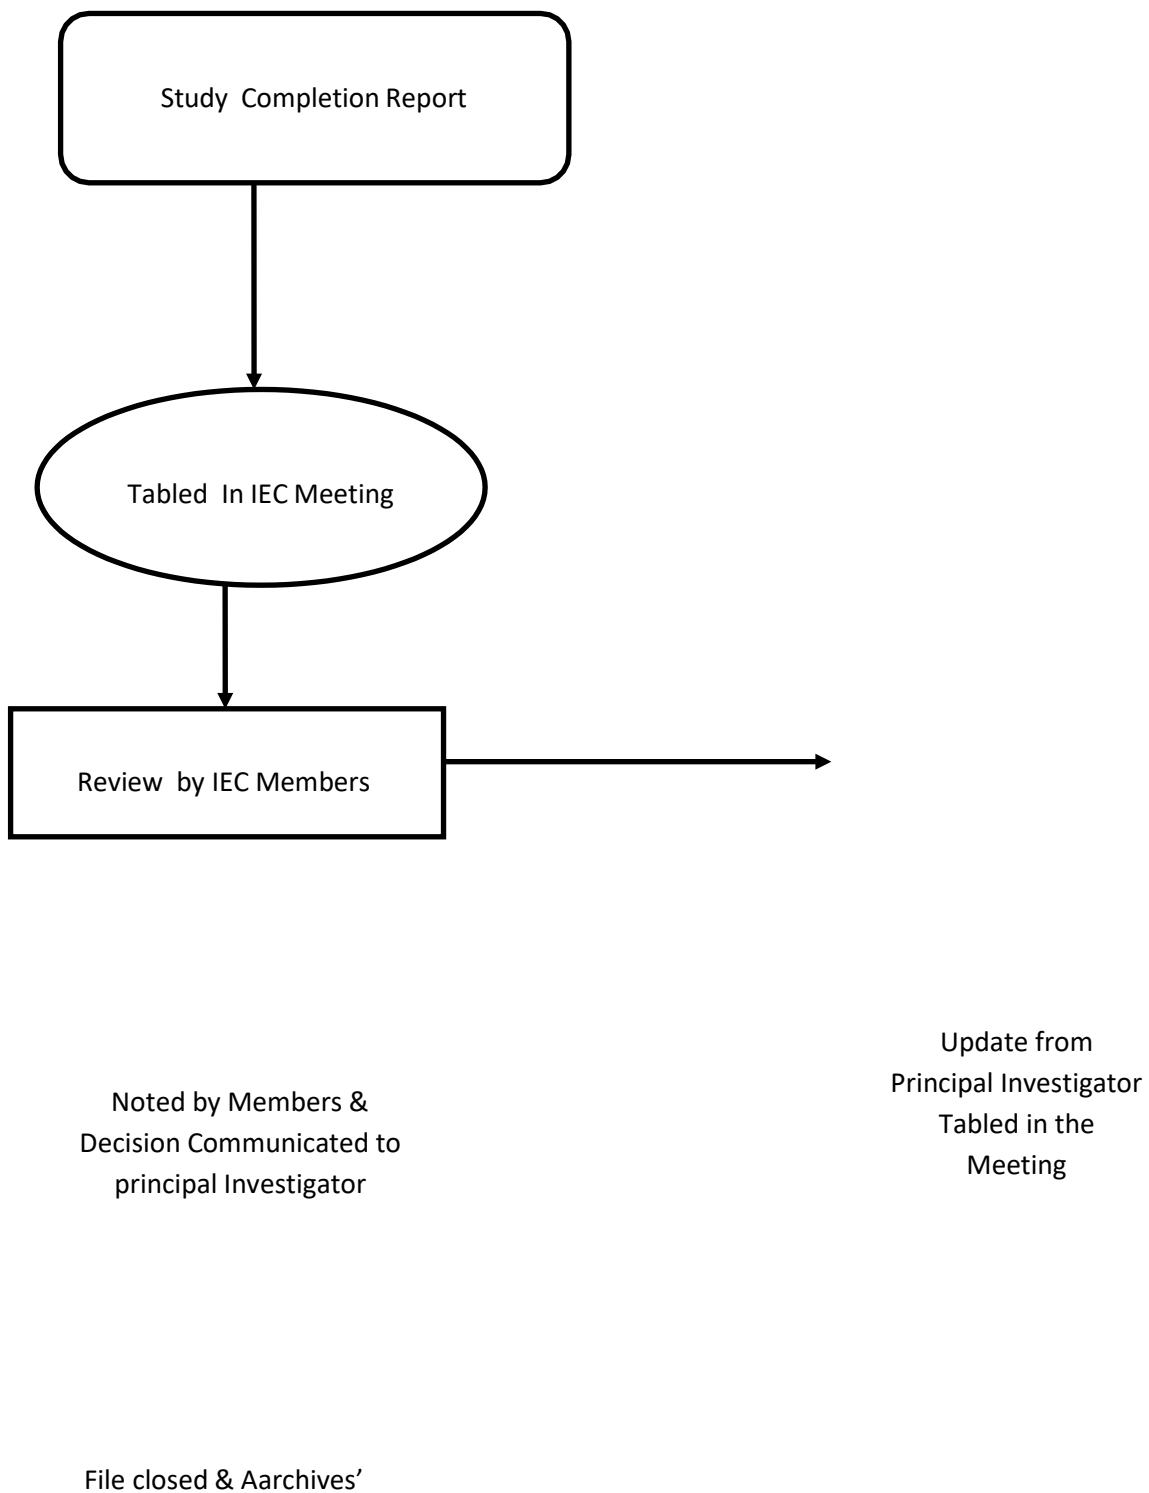 Study Completion Report
Tabled In IEC Meeting
Review by IEC Members
Update from
Principal Investigator
Tabled in the
Meeting
Noted by Members &
Decision Communicated to
principal Investigator
File closed & Aarchives’